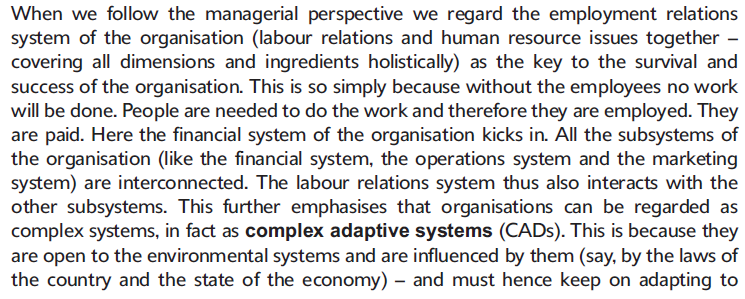 When we follow the managerial perspective we regard the employment relations
system of the organisation (labour relations and human resource issues together –
covering all dimensions and ingredients holistically) as the key to the survival and
success of the organisation. This is so simply because without the employees no work
will be done. People are needed to do the work and therefore they are employed. They
are paid. Here the financial system of the organisation kicks in. All the subsystems of
the organisation (like the financial system, the operations system and the marketing
system) are interconnected. The labour relations system thus also interacts with the
other subsystems. This further emphasises that organisations can be regarded as
complex systems, in fact as complex adaptive systems (CADs). This is because they
are open to the environmental systems and are influenced by them (say, by the laws of
the country and the state of the economy) – and must hence keep on adapting to